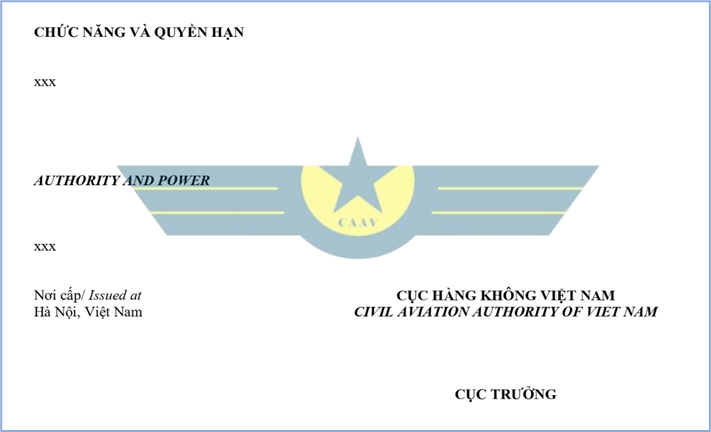 CHỨC NĂNG VÀ QUYỀN HẠN
xxx
AUTHORITY AND POWER
CAAV
xxx
Nơi cấp/ Issued at
Hà Nội, Việt Nam
CỤC HÀNG KHÔNG VIỆT NAM
CIVIL AVIATION AUTHORITY OF VIET NAM
CỤC TRƯỞNG